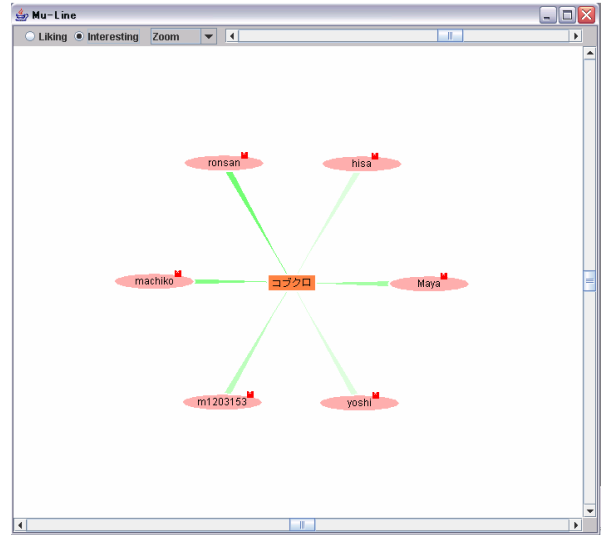 Mu-Line
Liking Interesting Zoom
ronsan hisa
machiko コブクロ Maya
m1203153 yoshi